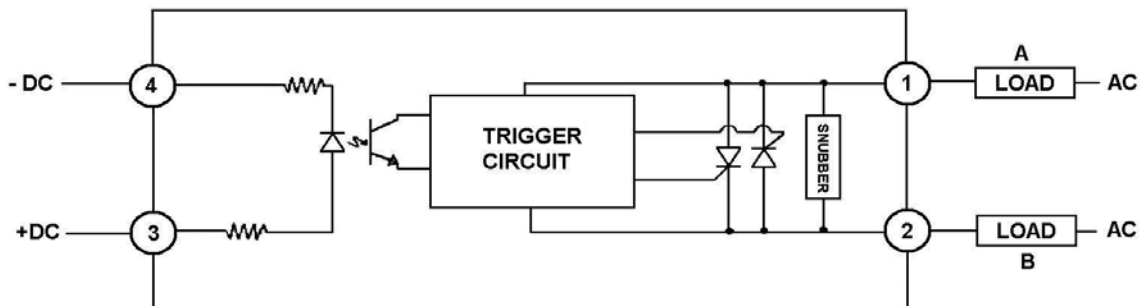 - DC
4
TRIGGER
CIRCUIT
SNUBBER
1
A
LOAD
AC
+DC
3
2
LOAD
AC
B